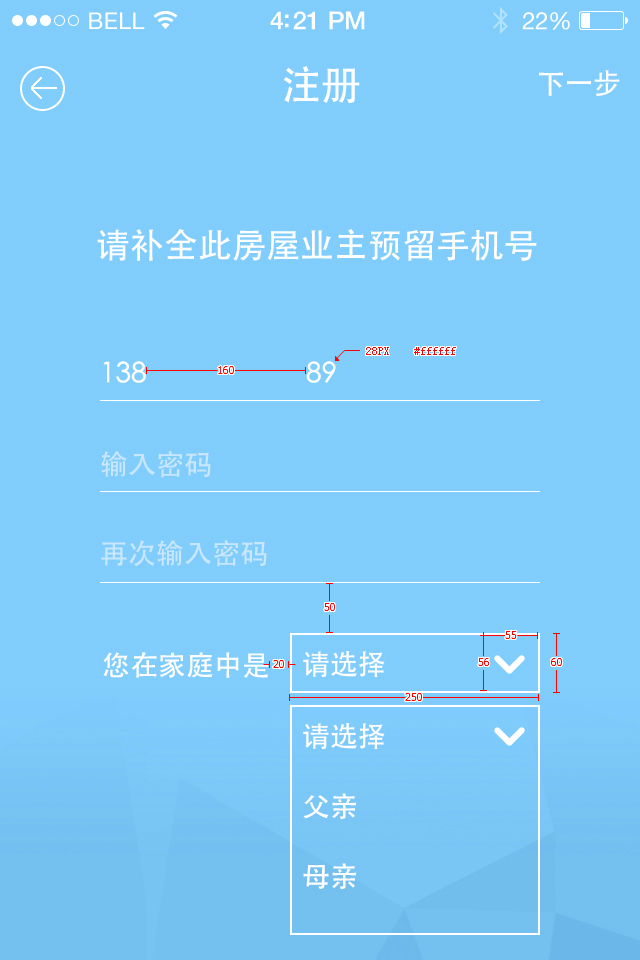 BELL 4:21 PM 22%
注册 下一步
请补全此房屋业主预留手机号
28PX #ffffff
138 160 89
输入密码
再次输入密码
50
55
您在家庭中是 20 请选择 56 60
250
请选择
父亲
母亲